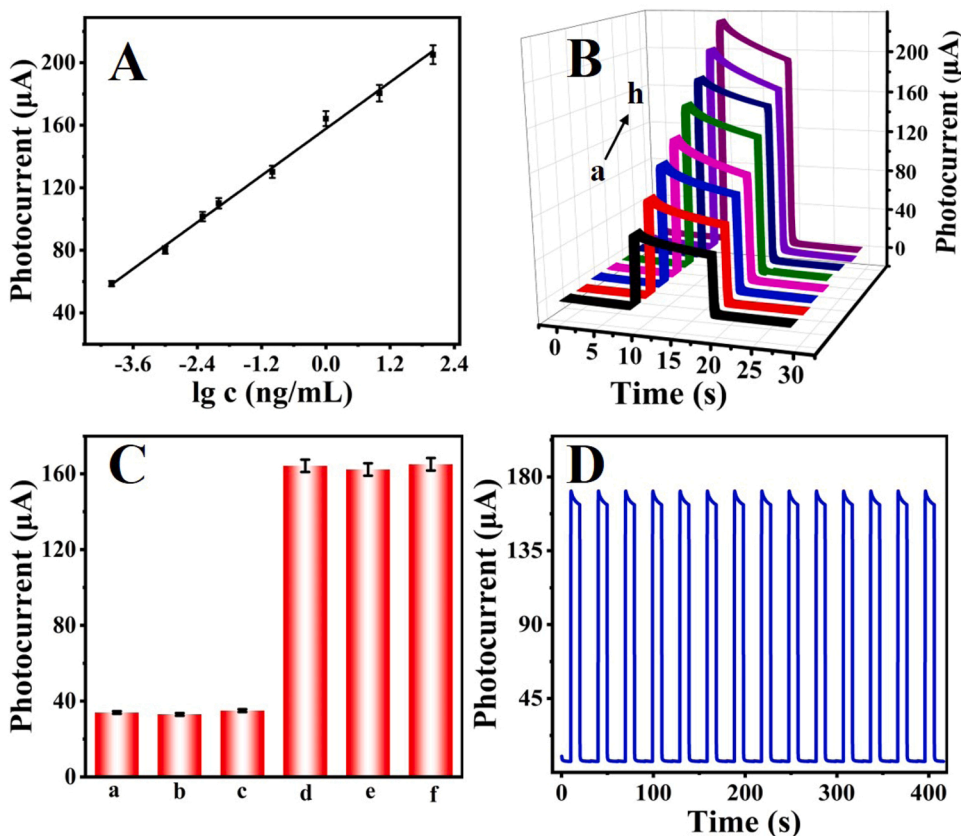 A
Photocurrent (μA)
200
160
120
80
40
-3.6 -2.4 -1.2 0.0 1.2 2.4
lg c (ng/mL)
B
h
a
Photocurrent (μA)
200
160
120
80
40
0
0 5 10 15 20 25 30
Time (s)
C
Photocurrent (μA)
160
120
80
40
0
a b c d e f
D
Photocurrent (μA)
180
135
90
45
0 100 200 300 400
Time (s)